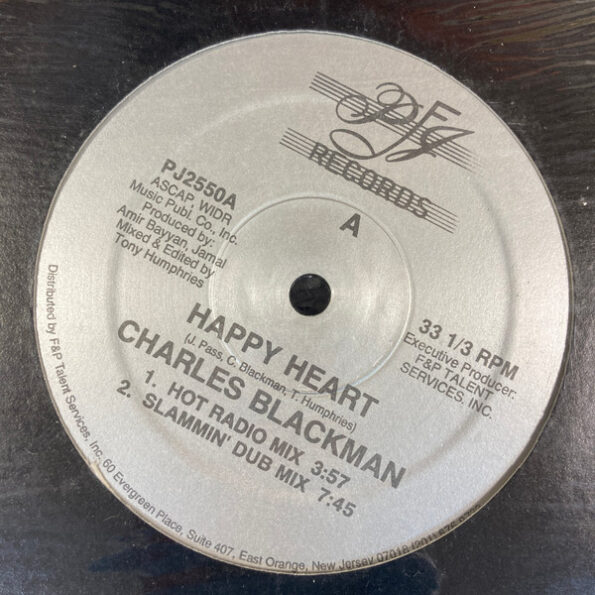 PFJ
RECORDS
A
PJ2550A
ASCAP, WIDR
Music Publ. Co., Inc.
Produced by:
Amir Bayyan, Jamal
Mixed & Edited by
Tony Humphries
33 1/3 RPM
Executive Producer:
F&P TALENT
SERVICES, INC.
HAPPY HEART
(J. Pass, C. Blackman, T. Humphries)
CHARLES BLACKMAN
1. HOT RADIO MIX 3:57
2. SLAMMIN' DUB MIX 7:45
Distributed by F&P Talent Services, Inc. 60 Evergreen Place, Suite 407, East Orange, New Jersey 07018 (201)